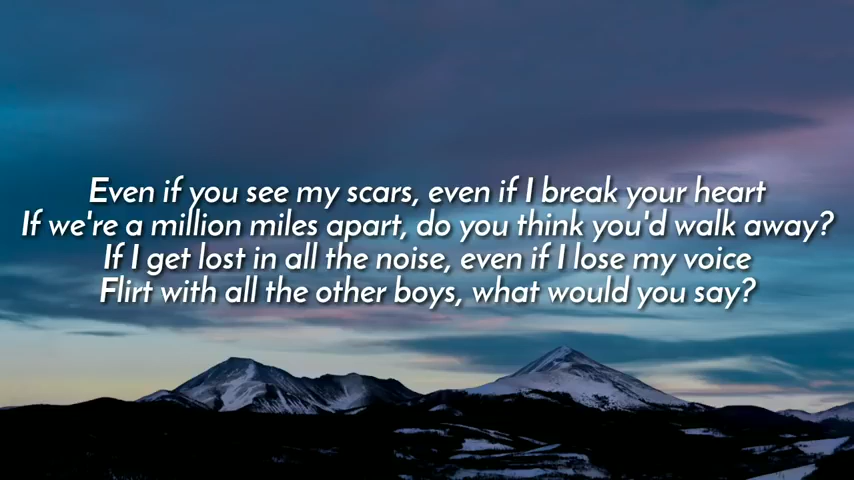 Even if you see my scars, even if I break your heart
If we're a million miles apart, do you think you'd walk away?
If I get lost in all the noise, even if I lose my voice
Flirt with all the other boys, what would you say?